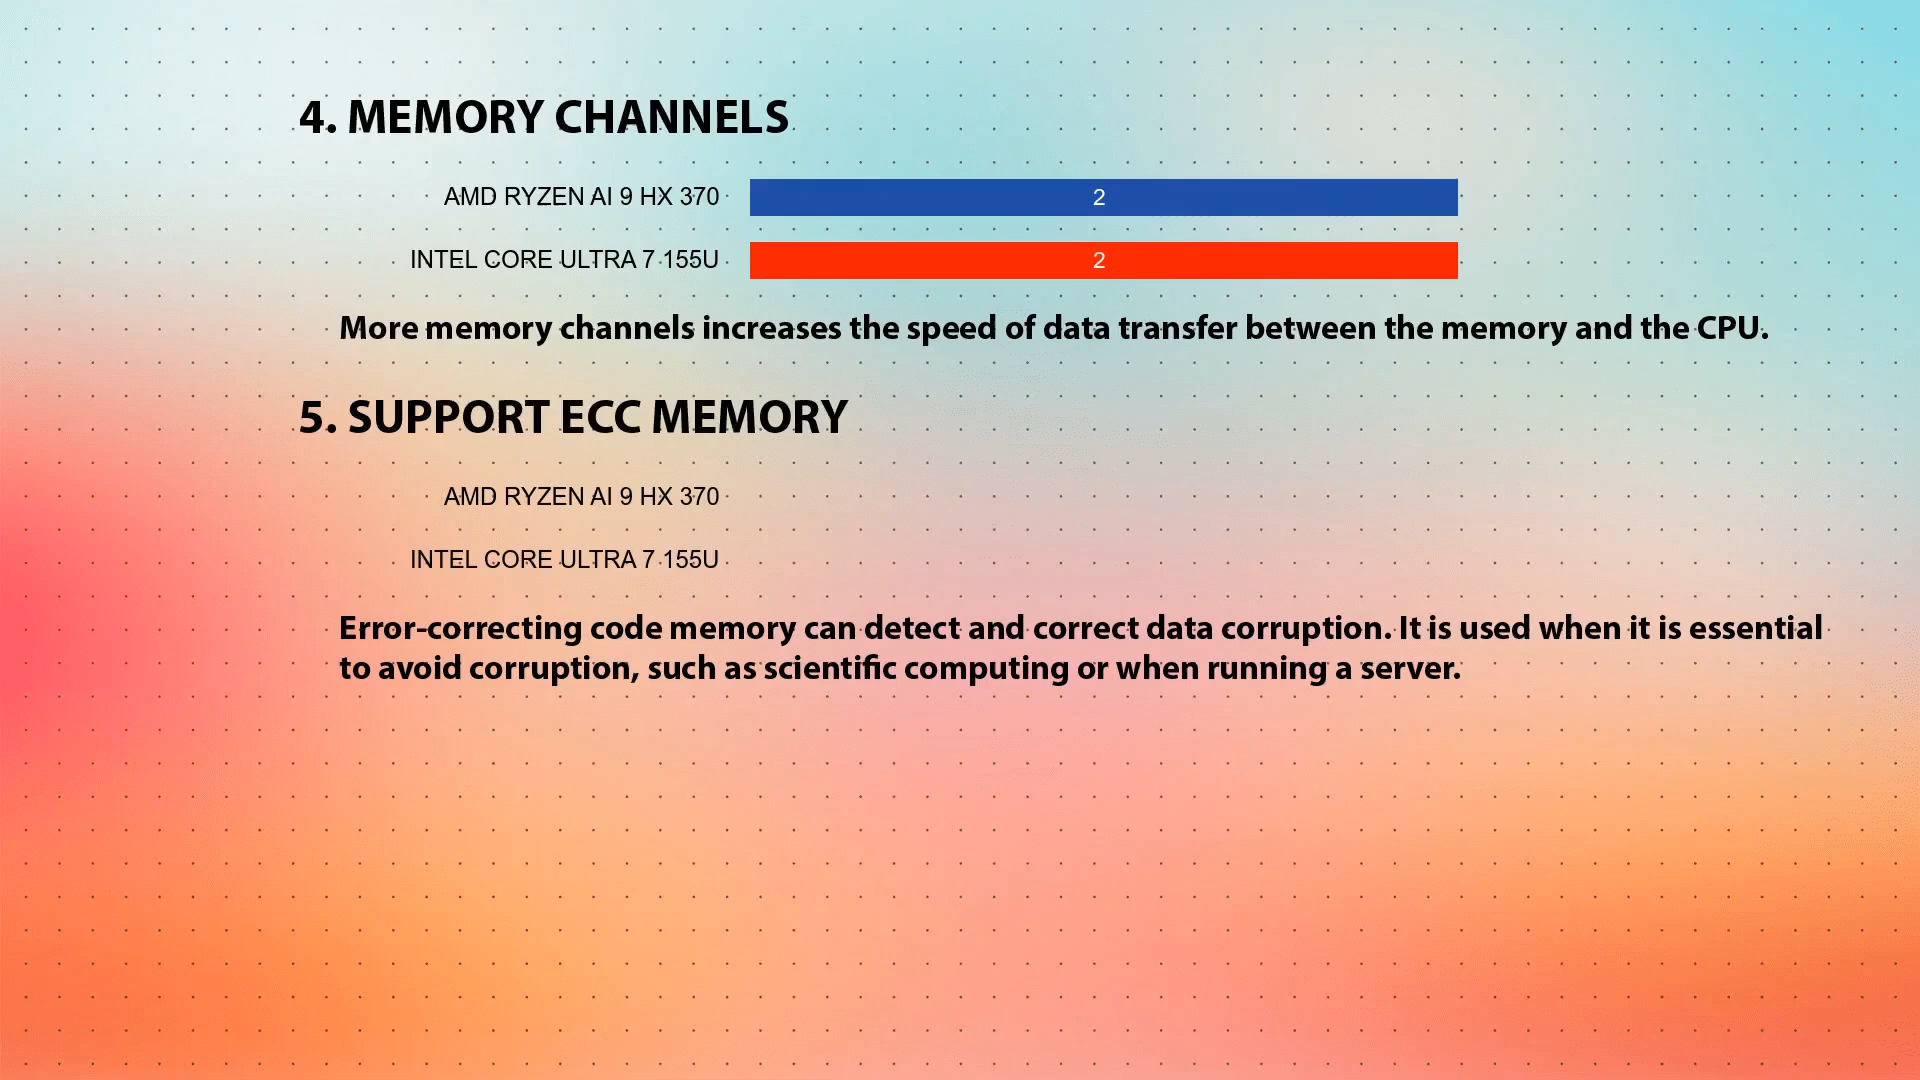 4. MEMORY CHANNELS
AMD RYZEN AI 9 HX 370
2
INTEL CORE ULTRA 7 155U
2
More memory channels increases the speed of data transfer between the memory and the CPU.
5. SUPPORT ECC MEMORY
AMD RYZEN AI 9 HX 370
INTEL CORE ULTRA 7 155U
Error-correcting code memory can detect and correct data corruption. It is used when it is essential
to avoid corruption, such as scientific computing or when running a server.